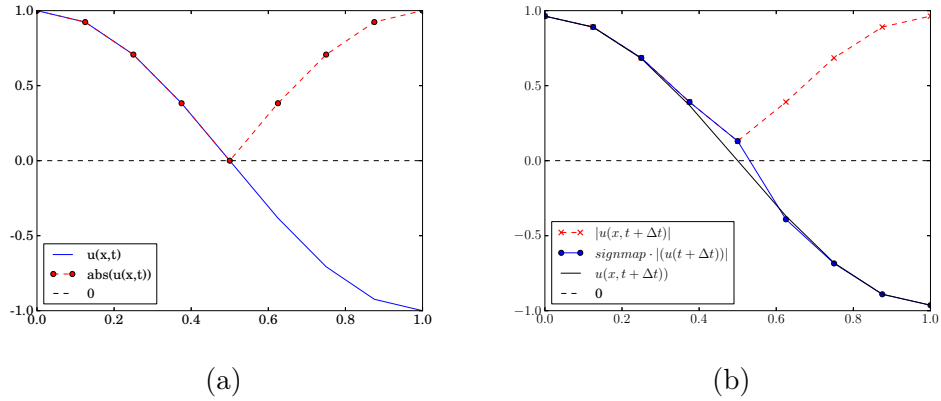 1.0
0.5
0.0
-0.5
-1.0
0.0 0.2 0.4 0.6 0.8 1.0
u(x,t)
abs(u(x,t))
0
(a)
1.0
0.5
0.0
−0.5
−1.0
0.0 0.2 0.4 0.6 0.8 1.0
|u(x, t + Δt)|
signmap · |(u(t + Δt))|
u(x, t + Δt))
0
(b)